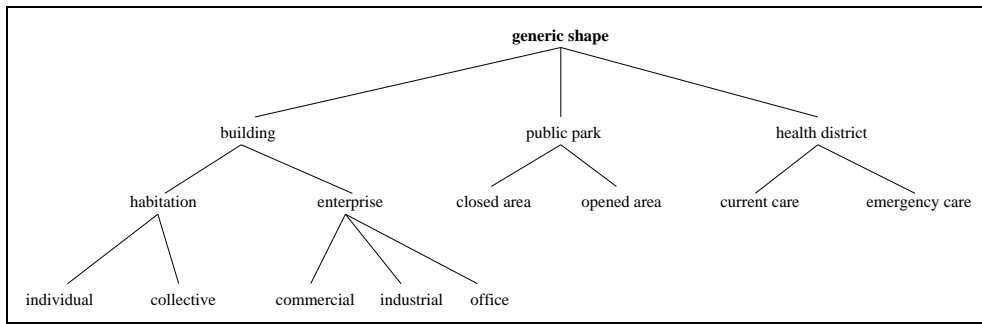 generic shape
building public park health district
habitation enterprise closed area opened area current care emergency care
individual collective commercial industrial office